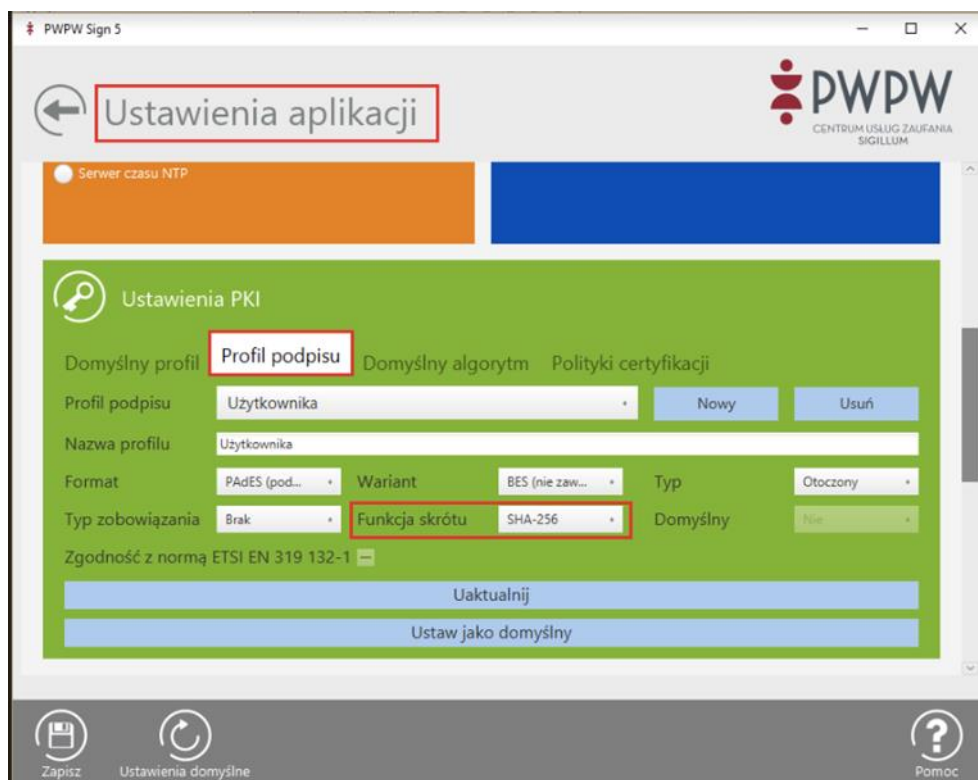 PWPW Sign 5
Ustawienia aplikacji
PWPW
CENTRUM USŁUG ZAUFANIA
SIGILLUM
Serwer czasu NTP
Ustawienia PKI
Domyślny profil Profil podpisu Domyślny algorytm Polityki certyfikacji
Profil podpisu Użytkownika Nowy Usuń
Nazwa profilu Użytkownika
Format PAdES (pod... Wariant BES (nie zaw... Typ Otoczony
Typ zobowiązania Brak Funkcja skrótu SHA-256 Domyślny Nie
Zgodność z normą ETSI EN 319 132-1
Uaktualnij
Ustaw jako domyślny
Zapisz Ustawienia domyślne Pomoc